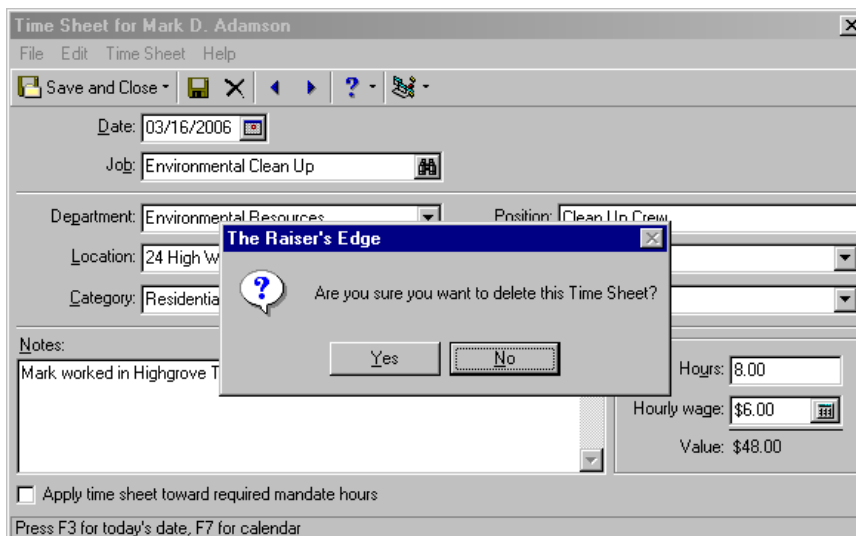 Time Sheet for Mark D. Adamson
File Edit Time Sheet Help
Save and Close
Date: 03/16/2006
Job: Environmental Clean Up
Department: Environmental Resources Position: Clean Up Crew
The Raiser's Edge
Location: 24 High
Are you sure you want to delete this Time Sheet?
Category:
Yes No
Notes:
Mark worked in Highgrove
Hours: 8.00
Hourly wage: $6.00
Value: $48.00
Apply time sheet toward required mandate hours
Press F3 for today's date, F7 for calendar